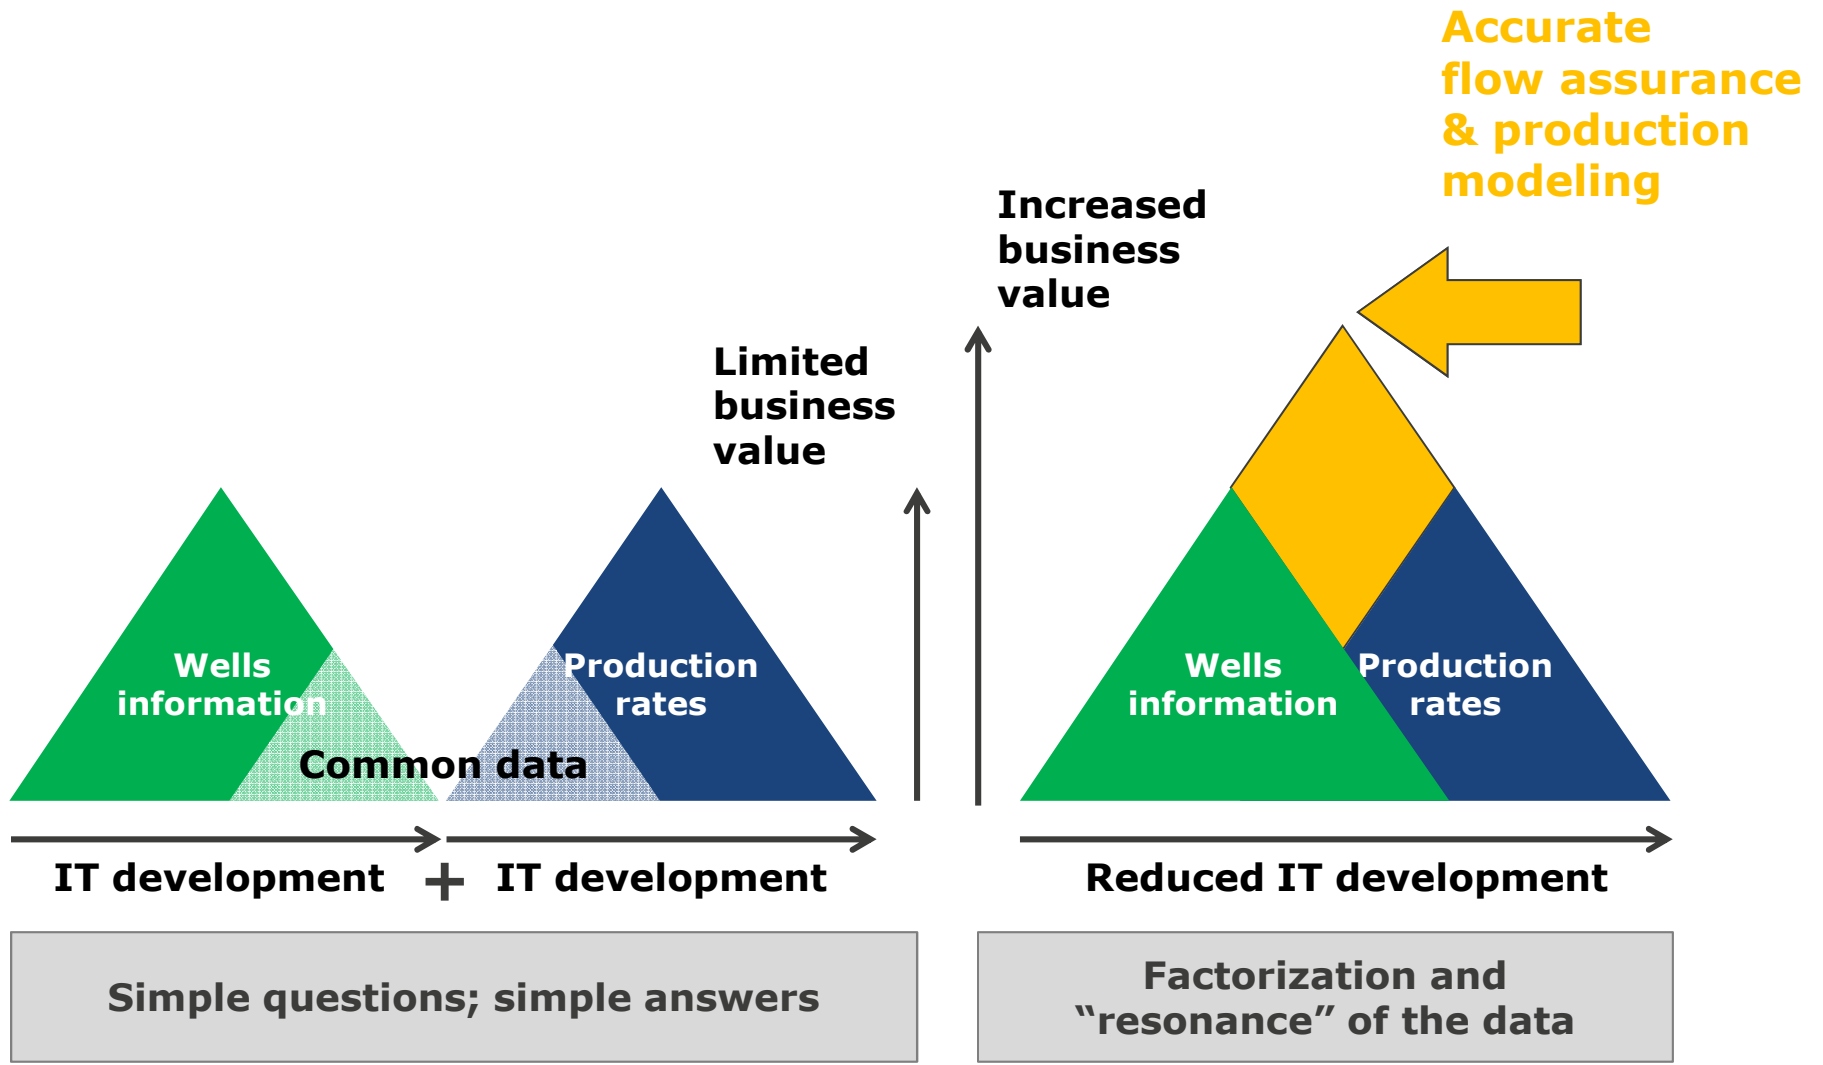 Accurate
flow assurance
& production
modeling
Increased
business
value
Limited
business
value
Wells
information
Production
rates
Common data
Wells
information
Production
rates
IT development
+
IT development
Reduced IT development
Simple questions; simple answers
Factorization and
“resonance” of the data